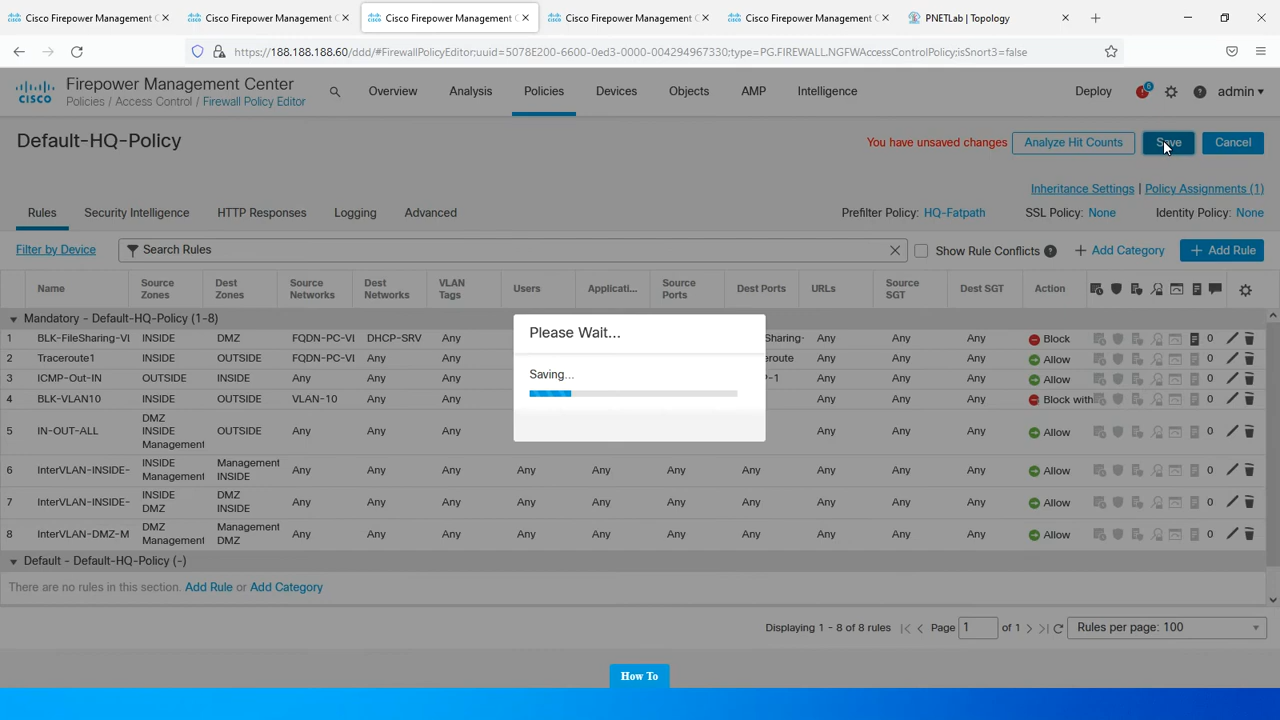 Cisco Firepower Management C × Cisco Firepower Management C × Cisco Firepower Management C × Cisco Firepower Management C × Cisco Firepower Management C × PNETLab | Topology × +
https://188.188.188.60/ddd/#FirewallPolicyEditor;uuid=5078E200-6600-0ed3-0000-004294967330;type=PG.FIREWALL.NGFWAccessControlPolicy;isSnort3=false
CISCO Firepower Management Center Overview Analysis Policies Devices Objects AMP Intelligence Deploy 6 admin
Policies / Access Control / Firewall Policy Editor
Default-HQ-Policy You have unsaved changes Analyze Hit Counts Save Cancel
Inheritance Settings | Policy Assignments (1)
Rules Security Intelligence HTTP Responses Logging Advanced Prefilter Policy: HQ-Fatpath SSL Policy: None Identity Policy: None
Filter by Device Search Rules Show Rule Conflicts + Add Category + Add Rule
Name Source Zones Dest Zones Source Networks Dest Networks VLAN Tags Users Applicati... Source Ports Dest Ports URLs Source SGT Dest SGT Action
Mandatory - Default-HQ-Policy (1-8)
1 BLK-FileSharing-VI INSIDE DMZ FQDN-PC-VI DHCP-SRV Any Sharing- Any Any Any Block 0
2 Traceroute1 INSIDE OUTSIDE FQDN-PC-VI Any Any eroute Any Any Any Allow 0
3 ICMP-Out-IN OUTSIDE INSIDE Any Any Any P-1 Any Any Any Allow 0
4 BLK-VLAN10 INSIDE OUTSIDE VLAN-10 Any Any Any Any Any Block with 0
5 IN-OUT-ALL DMZ INSIDE Management OUTSIDE Any Any Any Any Any Any Allow 0
6 InterVLAN-INSIDE- INSIDE Management Management INSIDE Any Any Any Any Any Any Any Any Any Any Allow 0
7 InterVLAN-INSIDE- INSIDE DMZ DMZ INSIDE Any Any Any Any Any Any Any Any Any Any Allow 0
8 InterVLAN-DMZ-M DMZ Management Management DMZ Any Any Any Any Any Any Any Any Any Any Allow 0
Please Wait...
Saving...
Default - Default-HQ-Policy (-)
There are no rules in this section. Add Rule or Add Category
Displaying 1 - 8 of 8 rules Page 1 of 1 Rules per page: 100
How To